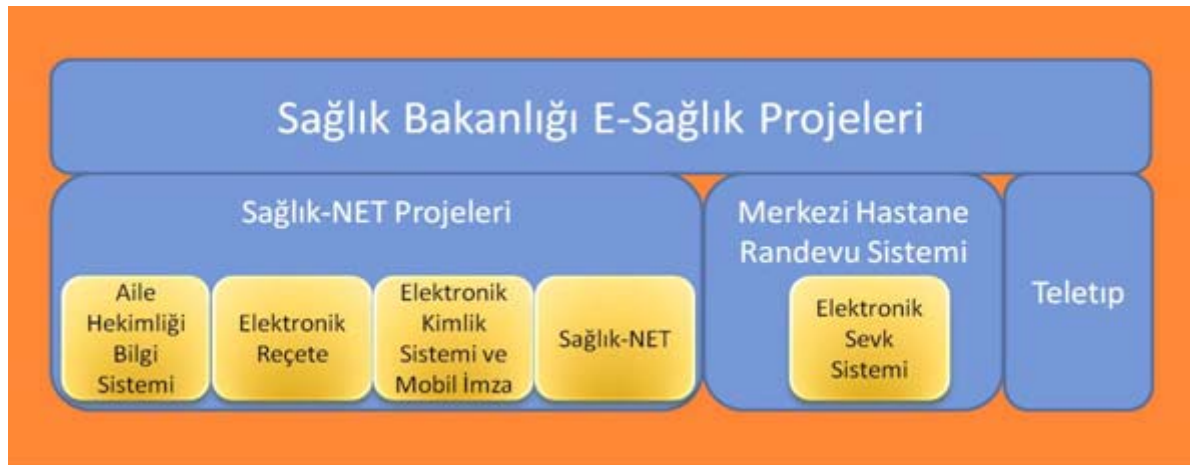 Sağlık Bakanlığı E-Sağlık Projeleri
Sağlık-NET Projeleri
Aile
Hekimliği
Bilgi
Sistemi
Elektronik
Reçete
Elektronik
Kimlik
Sistemi ve
Mobil İmza
Sağlık-NET
Merkezi Hastane
Randevu Sistemi
Elektronik
Sevk
Sistemi
Teletıp